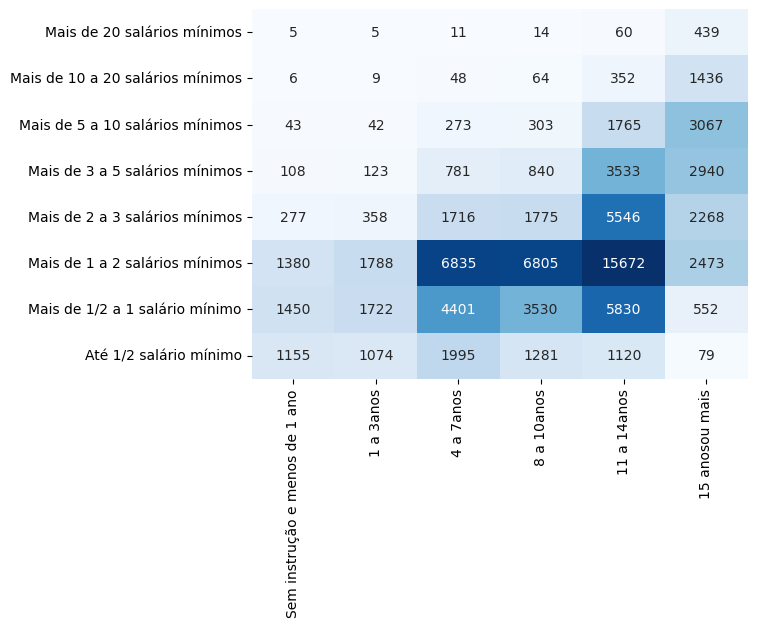 Mais de 20 salários mínimos 5 5 11 14 60 439
Mais de 10 a 20 salários mínimos 6 9 48 64 352 1436
Mais de 5 a 10 salários mínimos 43 42 273 303 1765 3067
Mais de 3 a 5 salários mínimos 108 123 781 840 3533 2940
Mais de 2 a 3 salários mínimos 277 358 1716 1775 5546 2268
Mais de 1 a 2 salários mínimos 1380 1788 6835 6805 15672 2473
Mais de 1/2 a 1 salário mínimo 1450 1722 4401 3530 5830 552
Até 1/2 salário mínimo 1155 1074 1995 1281 1120 79
Sem instrução e menos de 1 ano
1 a 3anos
4 a 7anos
8 a 10anos
11 a 14anos
15 anosou mais